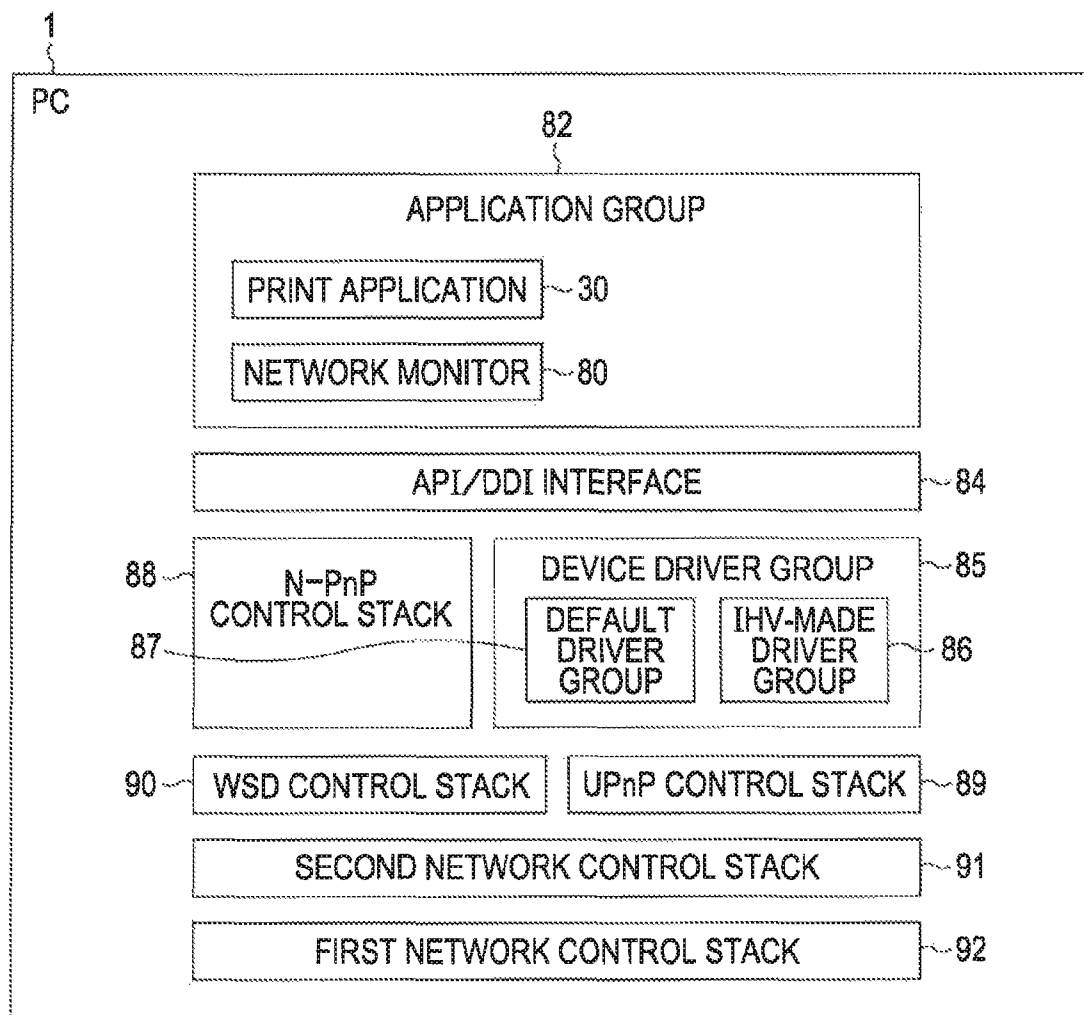 1
PC
82
APPLICATION GROUP
PRINT APPLICATION
30
NETWORK MONITOR
80
API/DDI INTERFACE
84
88
N-PnP
CONTROL STACK
87
DEVICE DRIVER GROUP
85
DEFAULT
DRIVER
GROUP
IHV-MADE
DRIVER
GROUP
86
90
WSD CONTROL STACK
UPnP CONTROL STACK
89
SECOND NETWORK CONTROL STACK
91
FIRST NETWORK CONTROL STACK
92